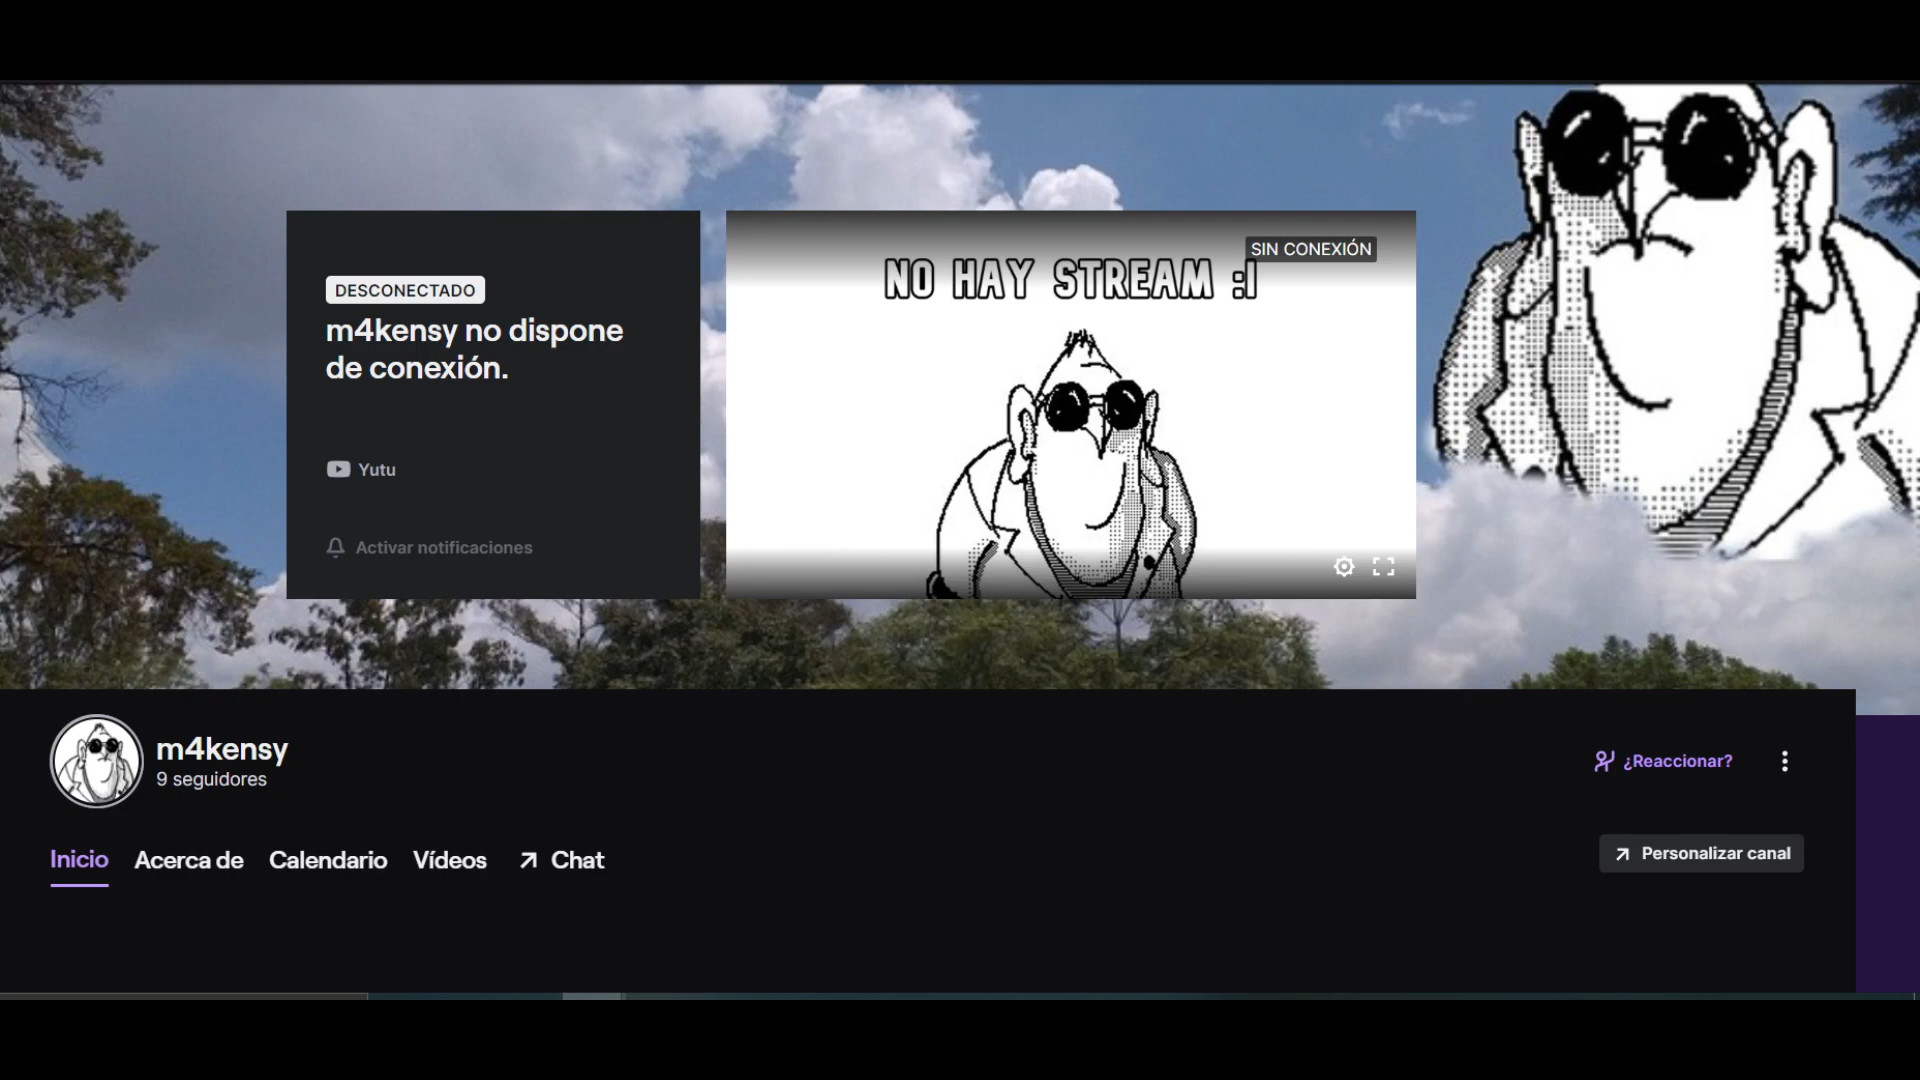 SIN CONEXIÓN
NO HAY STREAM :I
DESCONECTADO
m4kensy no dispone
de conexión.
Yutu
Activar notificaciones
m4kensy
9 seguidores
¿Reaccionar?
Inicio
Acerca de
Calendario
Vídeos
Chat
Personalizar canal